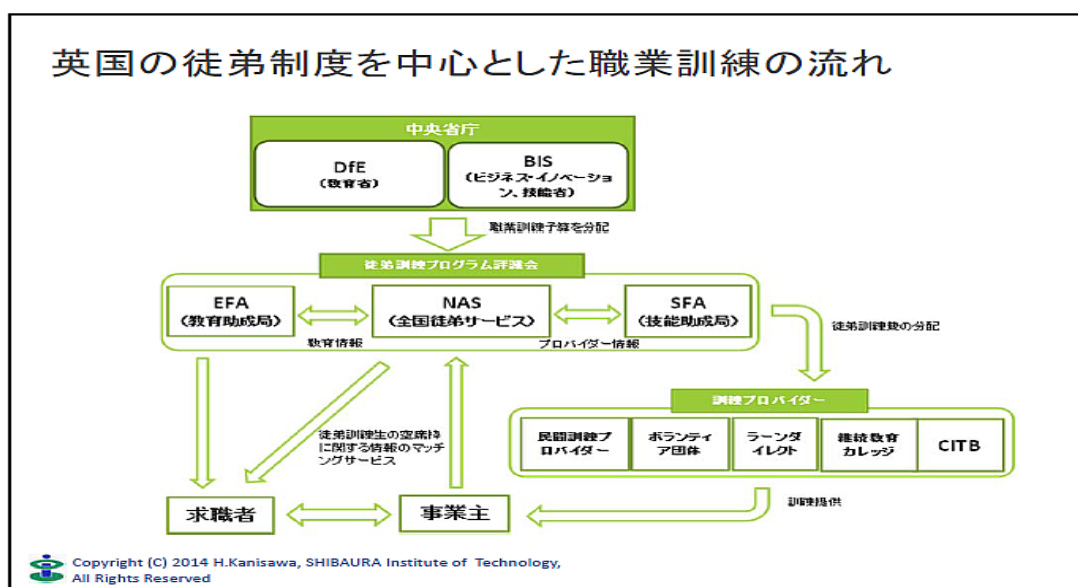 英国の徒弟制度を中心とした職業訓練の流れ
中央省庁
DfE
(教育省)
BIS
(ビジネス・イノベーショ
ン、技能省)
職業訓練予算を分配
徒弟訓練プログラム評議会
EFA
(教育助成局)
NAS
(全国徒弟サービス)
SFA
(技能助成局)
教育情報
プロバイダー情報
徒弟訓練費の分配
訓練プロバイダー
徒弟訓練生の空席枠
に関する情報のマッチ
ングサービス
民間訓練プ
ロバイダー
ボランティ
ア団体
ラーンダ
イレクト
継続教育
カレッジ
CITB
求職者
事業主
訓練提供
Copyright (C) 2014 H.Kanisawa, SHIBAURA Institute of Technology,
All Rights Reserved